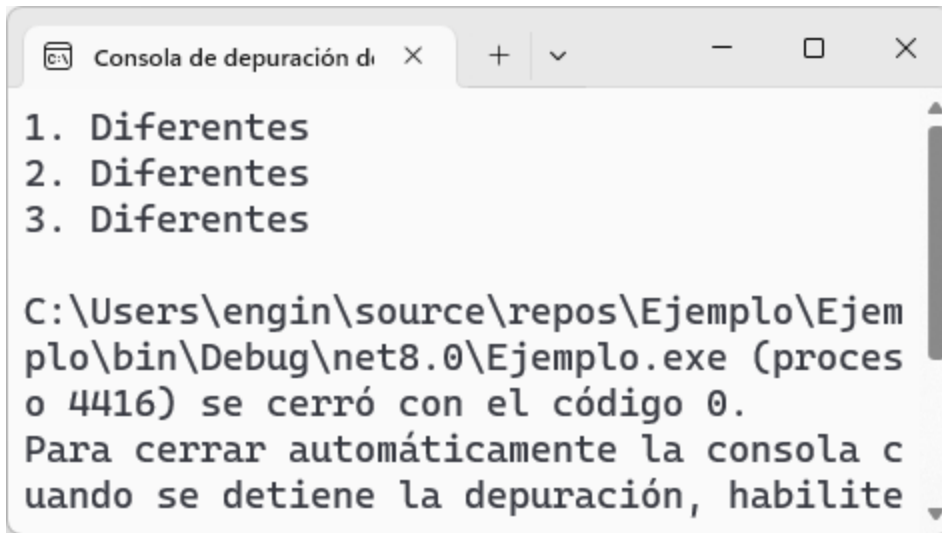 Consola de depuración de
1. Diferentes
2. Diferentes
3. Diferentes
C:\Users\engin\source\repos\Ejemplo\Ejem
plo\bin\Debug\net8.0\Ejemplo.exe (proces
o 4416) se cerró con el código 0.
Para cerrar automáticamente la consola c
uando se detiene la depuración, habilite